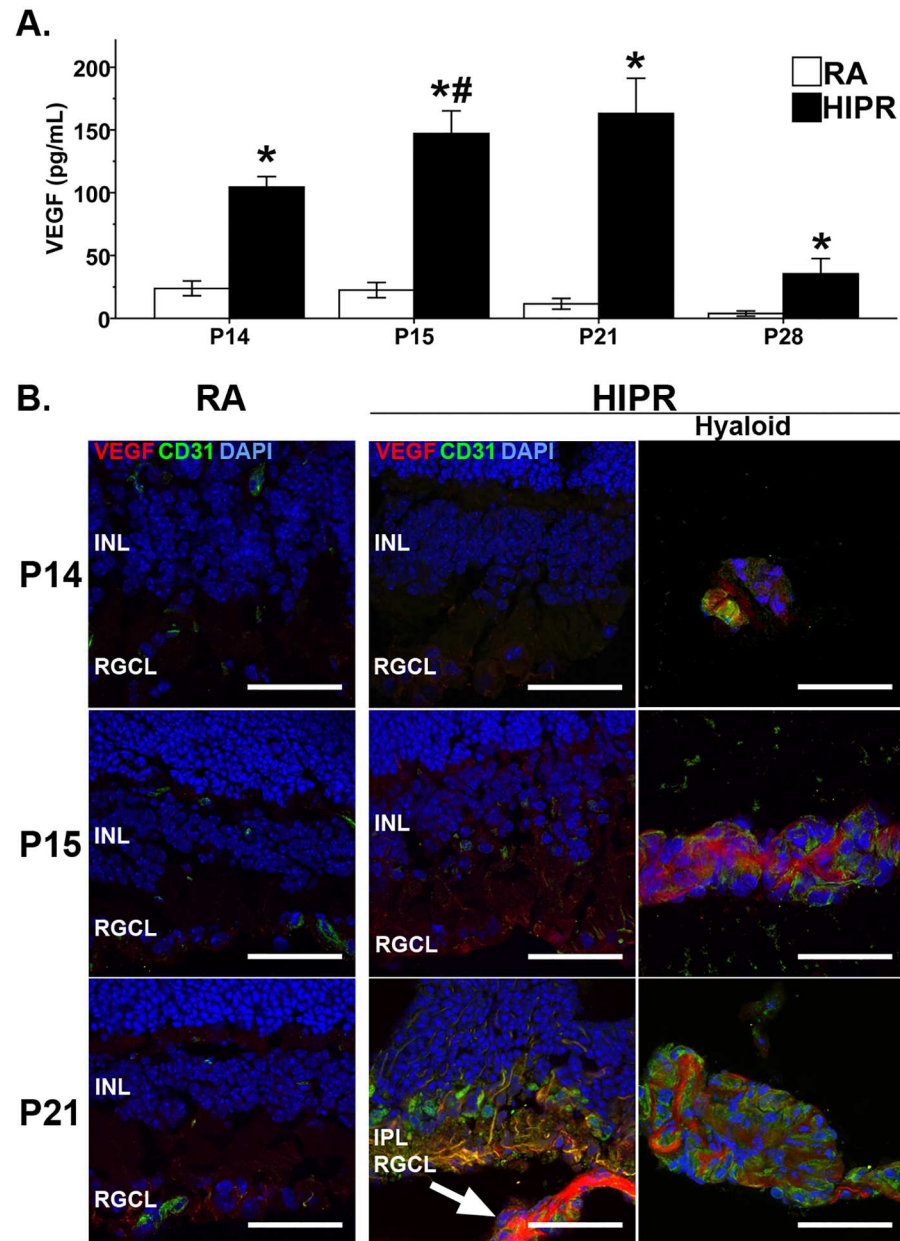 A.
VEGF (pg/mL)
200
150
100
50
0
*
*#
*
*
RA
HIPR
P14
P15
P21
P28
B.
RA
HIPR
Hyaloid
VEGF CD31 DAPI
VEGF CD31 DAPI
P14
INL
RGCL
INL
RGCL
P15
INL
RGCL
INL
RGCL
P21
INL
RGCL
IPL
RGCL